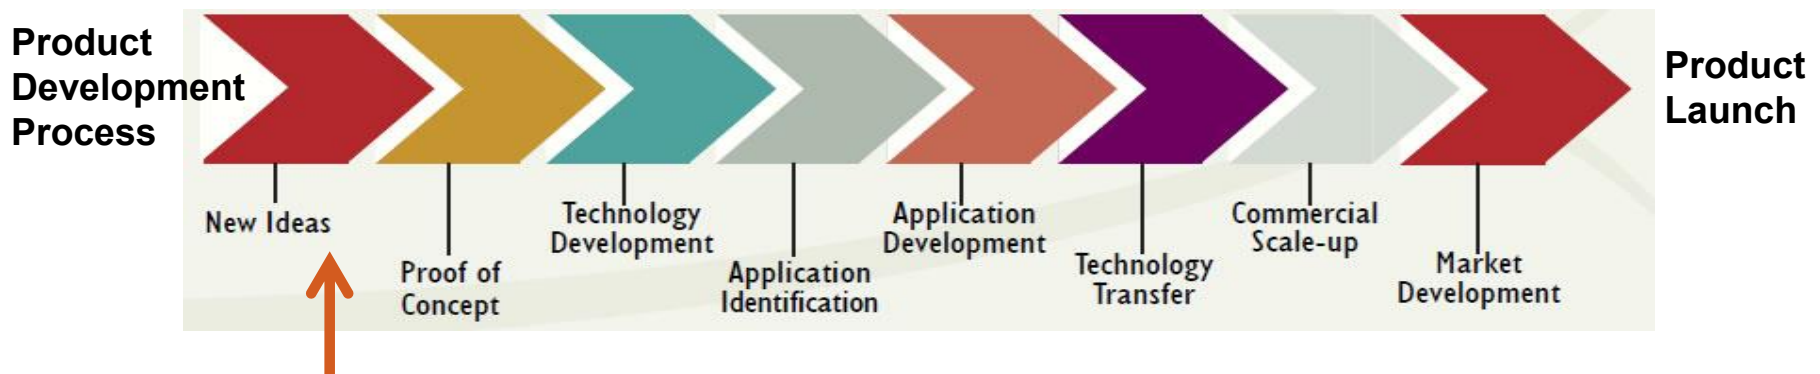 Product
Development
Process
New Ideas
Proof of
Concept
Technology
Development
Application
Identification
Application
Development
Technology
Transfer
Commercial
Scale-up
Market
Development
Product
Launch